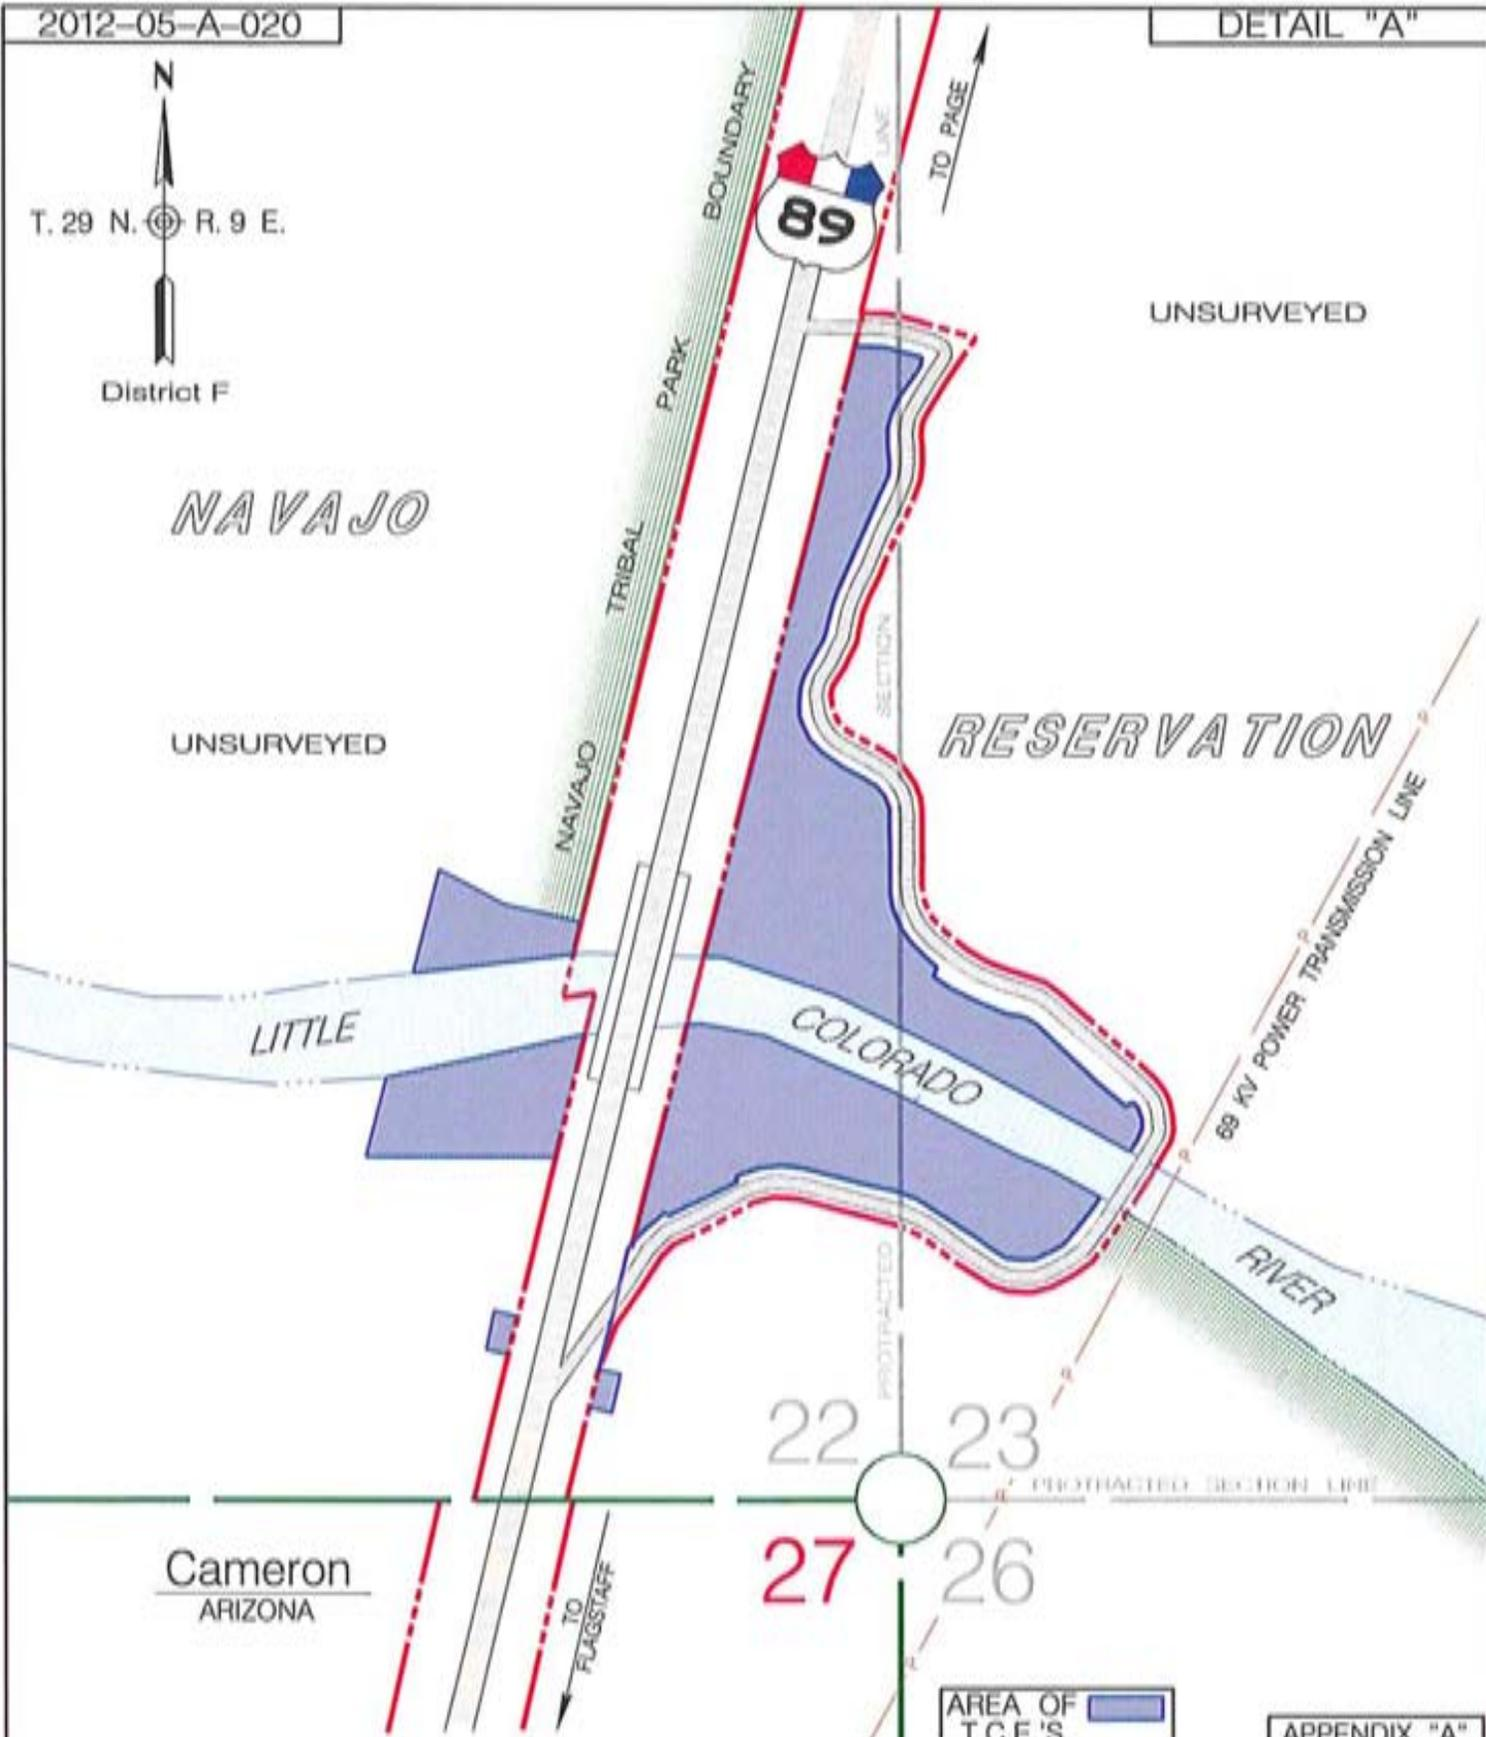 2012-05-A-020
DETAIL "A"
N
T. 29 N. R. 9 E.
District F
BOUNDARY
PARK
TRIBAL
NAVAJO
89
LINE
SECTION
PROTRACTED
TO PAGE
UNSURVEYED
NAVAJO
RESERVATION
UNSURVEYED
69 KV POWER TRANSMISSION LINE
P
P
P
P
P
P
LITTLE
COLORADO
RIVER
22
23
PROTRACTED SECTION LINE
27
26
Cameron
ARIZONA
TO
FLAGSTAFF
AREA OF
T.C.E.'S
APPENDIX "A"